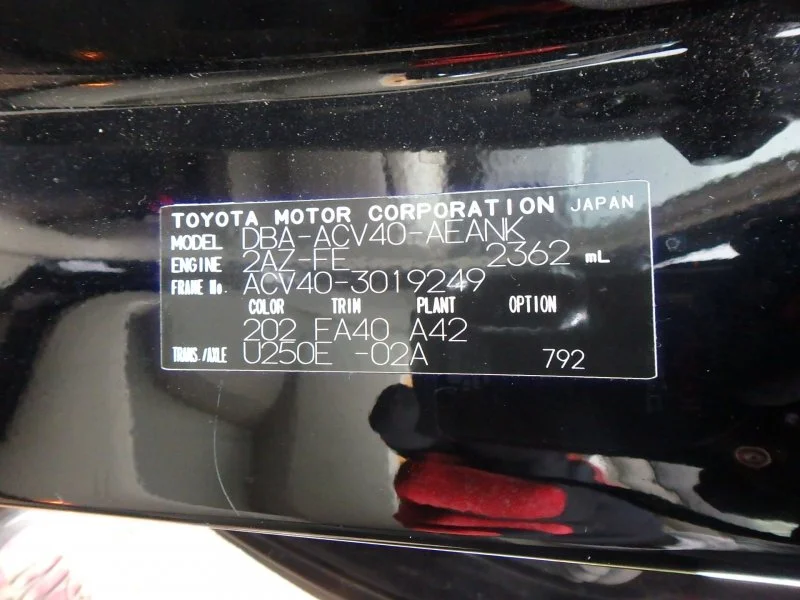 TOYOTA MOTOR CORPORATION JAPAN
MODEL DBA-ACV40-AEANK
ENGINE 2AZ-FE 2362 mL
FRAME No. ACV40-3019249
COLOR TRIM PLANT OPTION
202 FA40 A42
TRANS./AXLE U250E -02A 792